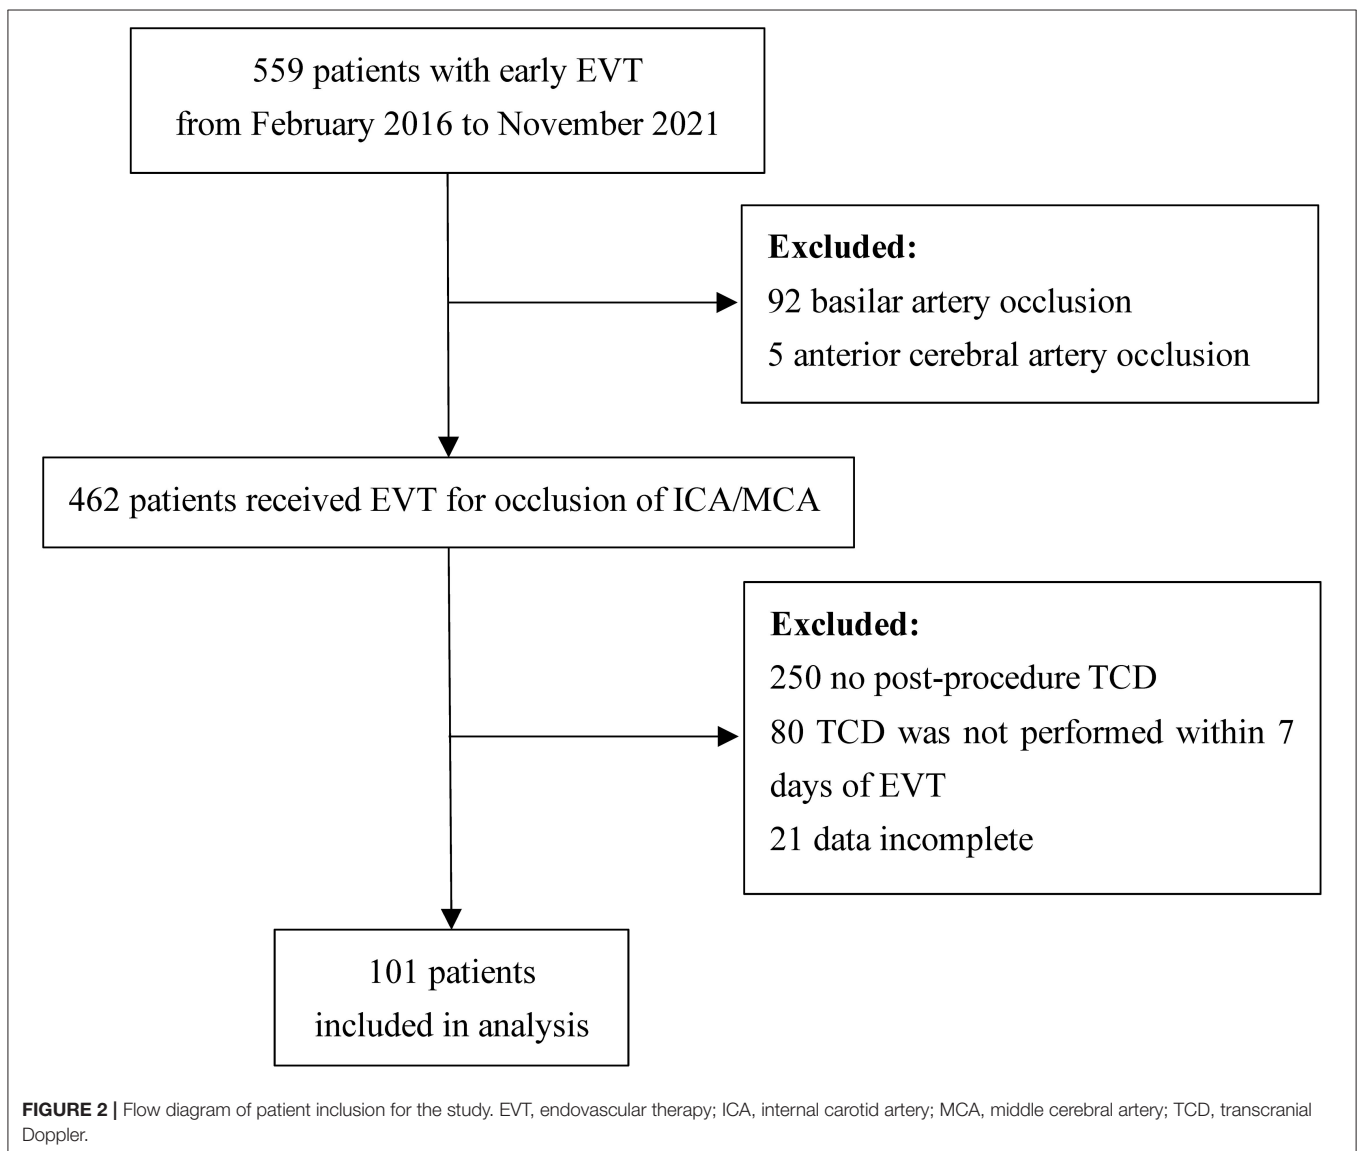 559 patients with early EVT
from February 2016 to November 2021
Excluded:
92 basilar artery occlusion
5 anterior cerebral artery occlusion
462 patients received EVT for occlusion of ICA/MCA
Excluded:
250 no post-procedure TCD
80 TCD was not performed within 7
days of EVT
21 data incomplete
101 patients
included in analysis
FIGURE 2 | Flow diagram of patient inclusion for the study. EVT, endovascular therapy; ICA, internal carotid artery; MCA, middle cerebral artery; TCD, transcranial
Doppler.